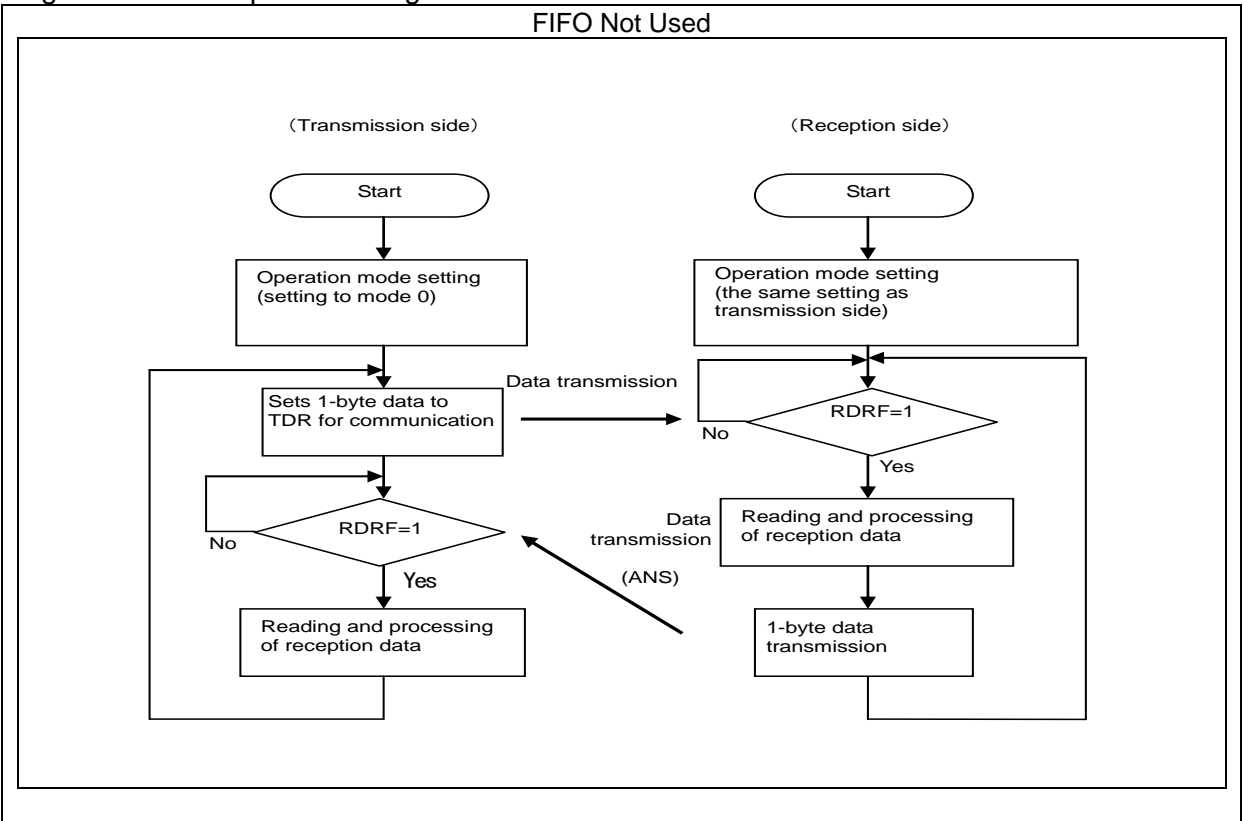 FIFO Not Used
（Transmission side）
（Reception side）
Start
Start
Operation mode setting
(setting to mode 0)
Operation mode setting
(the same setting as
transmission side)
Data transmission
Sets 1-byte data to
TDR for communication
RDRF=1
No
Yes
RDRF=1
No
Yes
Data
transmission
(ANS)
Reading and processing
of reception data
Reading and processing
of reception data
1-byte data
transmission